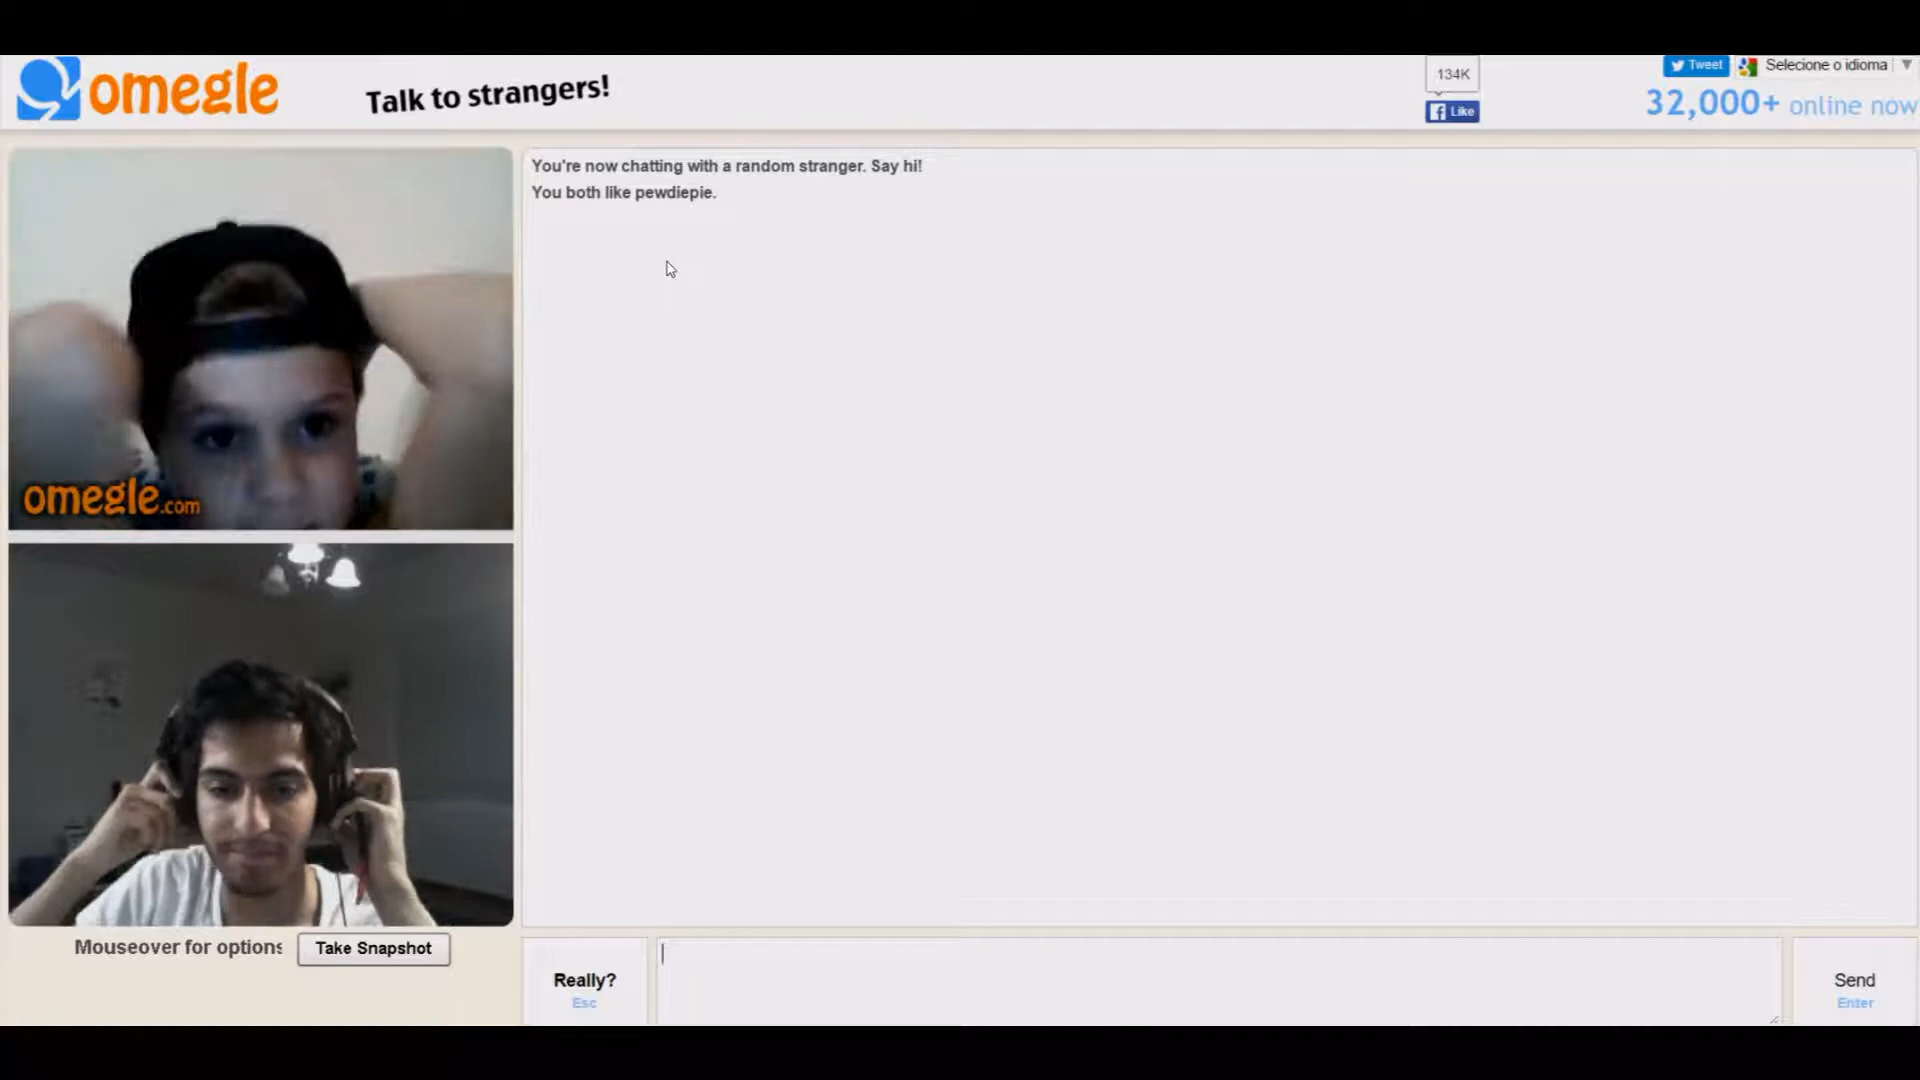 omegle
Talk to strangers!
134K
Like
Tweet
Selecione o idioma
32,000+ online now
You're now chatting with a random stranger. Say hi!
You both like pewdiepie.
omegle.com
Mouseover for options
Take Snapshot
Really?
Esc
Send
Enter